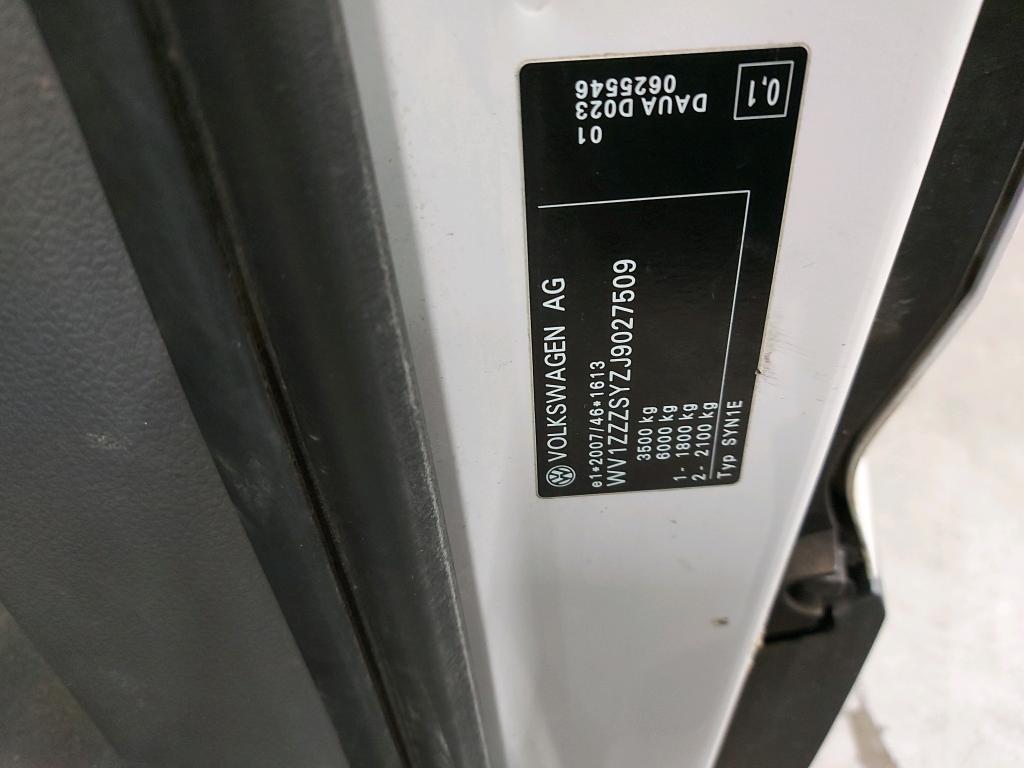 VOLKSWAGEN AG
e1*2007/46*1613
WV1ZZZSYZJ9027509
3500 kg
6000 kg
1- 1800 kg
2.- 2100 kg
Typ SYN1E
01
DAUA D023
0625546
0,1